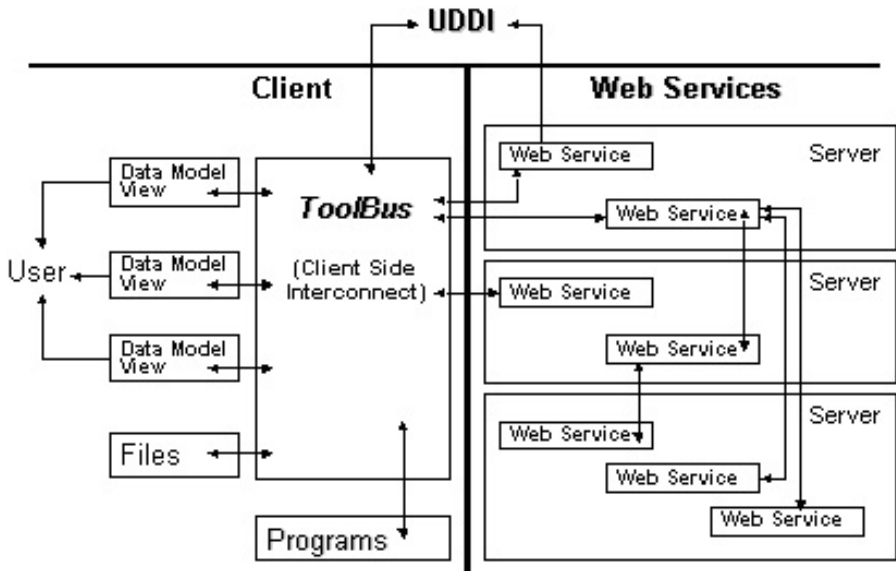 UDDI
Client
Web Services
Data Model
View
Data Model
View
Data Model
View
User
Files
ToolBus
(Client Side
Interconnect)
Programs
Server
Web Service
Web Service
Server
Web Service
Web Service
Server
Web Service
Web Service
Web Service